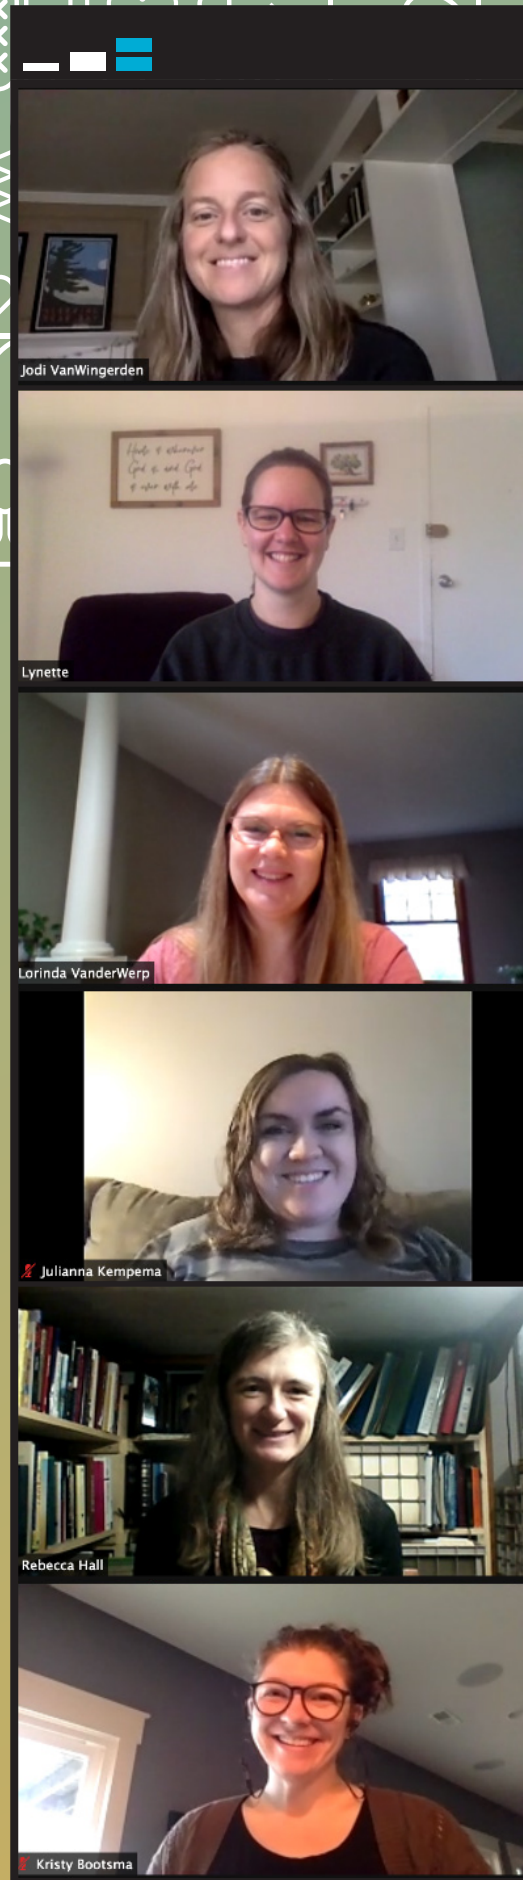 Jodi VanWingerden
Lynette
Lorinda VanderWerp
Julianna Kempema
Rebecca Hall
Kristy Bootsma